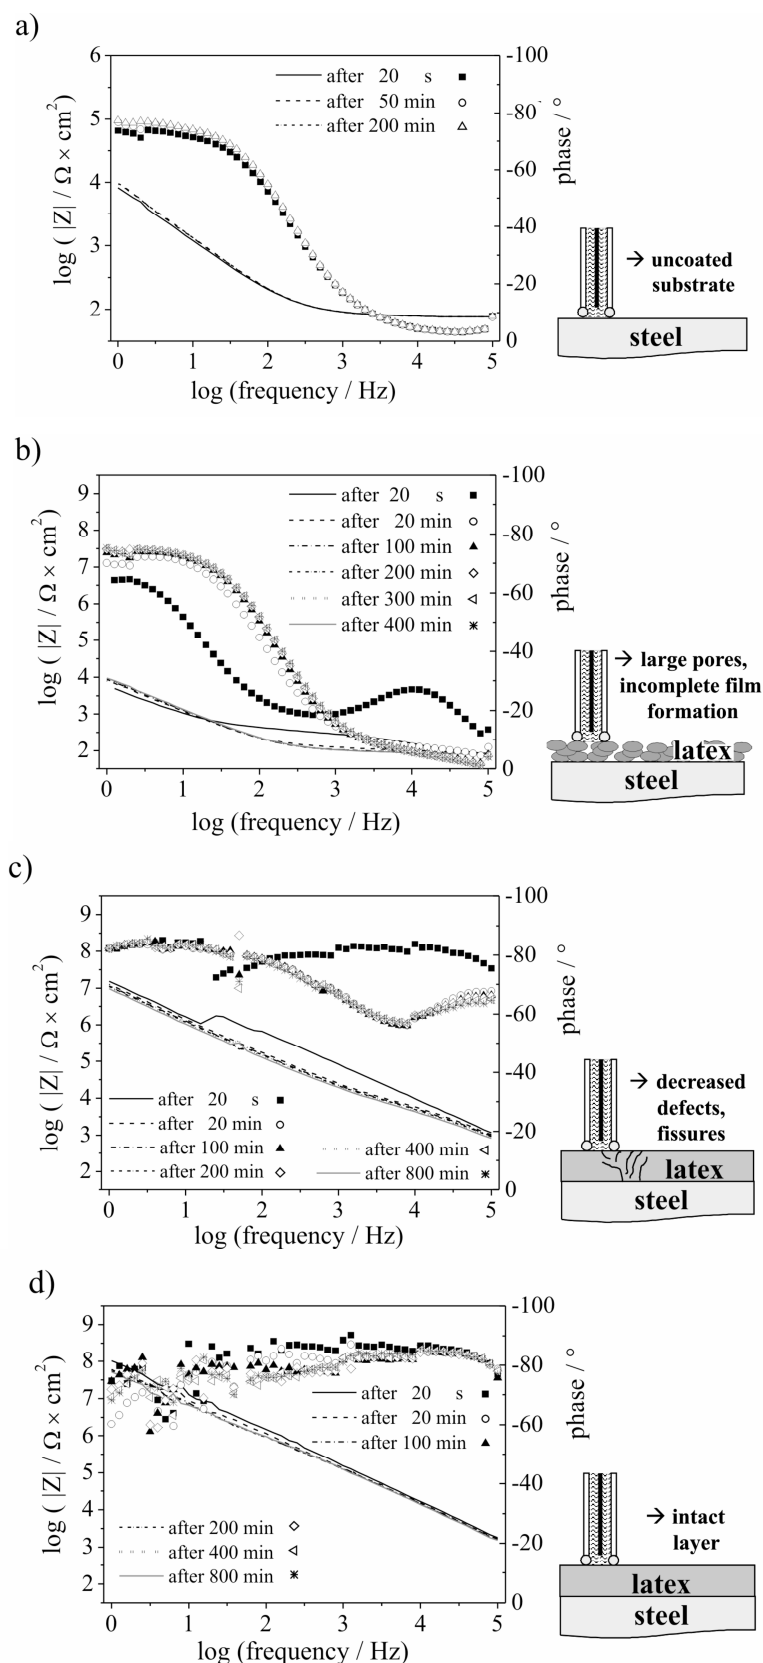 a)
6
5
4
3
2
log ( |Z| / Ω × cm²)
after 20 s
after 50 min
after 200 min
-100
-80
-60
-40
-20
0
phase / °
0 1 2 3 4 5
log (frequency / Hz)
→ uncoated
substrate
steel
b)
9
8
7
6
5
4
3
2
log ( |Z| / Ω × cm²)
after 20 s
after 20 min
after 100 min
after 200 min
after 300 min
after 400 min
-100
-80
-60
-40
-20
0
phase / °
0 1 2 3 4 5
log (frequency / Hz)
→ large pores,
incomplete film
formation
latex
steel
c)
9
8
7
6
5
4
3
2
log ( |Z| / Ω × cm²)
after 20 s
after 20 min
after 100 min
after 200 min
after 400 min
after 800 min
-100
-80
-60
-40
-20
0
phase / °
0 1 2 3 4 5
log (frequency / Hz)
→ decreased
defects,
fissures
latex
steel
d)
9
8
7
6
5
4
3
2
log ( |Z| / Ω × cm²)
after 20 s
after 20 min
after 100 min
after 200 min
after 400 min
after 800 min
-100
-80
-60
-40
-20
0
phase / °
0 1 2 3 4 5
log (frequency / Hz)
→ intact
layer
latex
steel